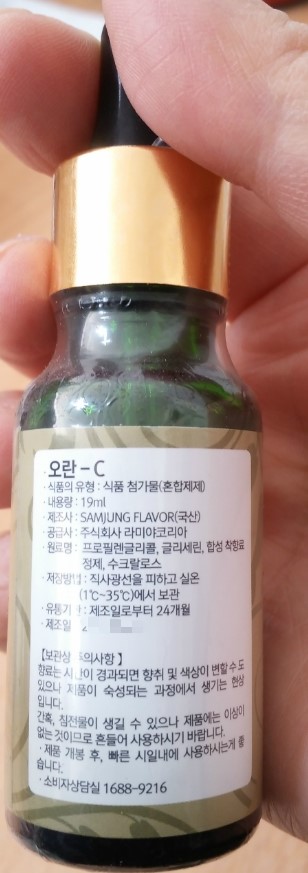 오란 - C
· 식품의 유형 : 식품 첨가물(혼합제제)
· 내용량 : 19ml
· 제조사 : SAMJUNG FLAVOR(국산)
· 공급사 : 주식회사 라미야코리아
· 원료명 : 프로필렌글리콜, 글리세린, 합성 착향료
정제, 수크랄로스
· 저장방법 : 직사광선을 피하고 실온
(1℃~35℃)에서 보관
· 유통기간 : 제조일로부터 24개월
· 제조일 : 2
【보관상 주의사항 】
향료는 시간이 경과되면 향취 및 색상이 변할 수도
있으나 제품이 숙성되는 과정에서 생기는 현상
입니다.
간혹, 침전물이 생길 수 있으나 제품에는 이상이
없는 것이므로 흔들어 사용하시기 바랍니다.
· 제품 개봉 후, 빠른 시일내에 사용하시는게 좋
습니다.
· 소비자상담실 1688-9216